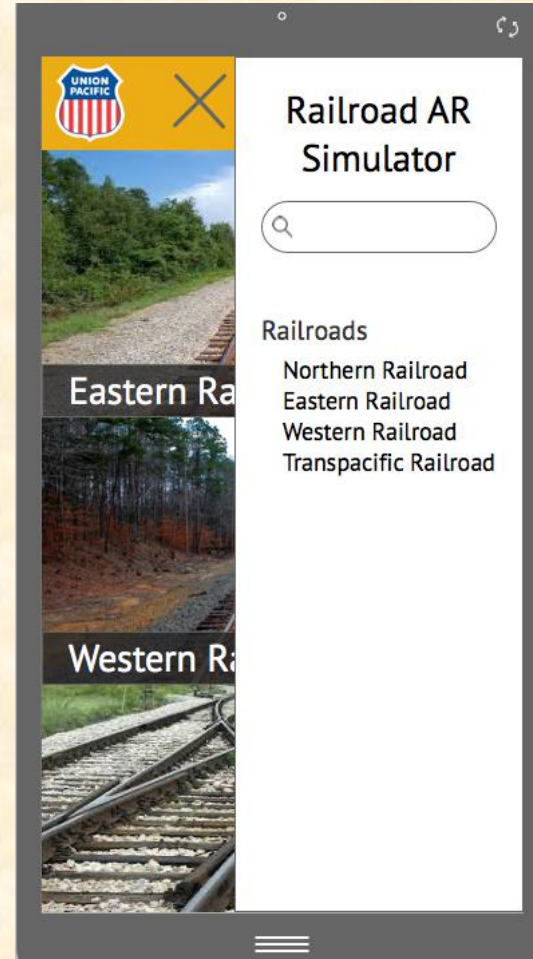 UNION
PACIFIC
Railroad AR
Simulator
Railroads
Northern Railroad
Eastern Railroad
Western Railroad
Transpacific Railroad
Eastern Ra
Western Ra